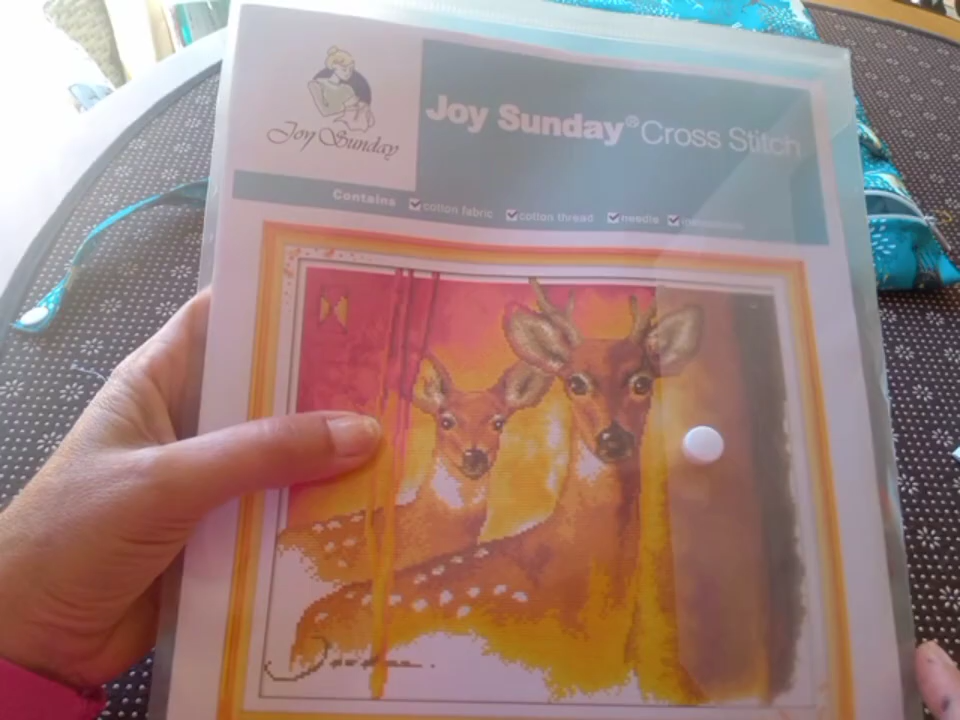 Joy Sunday
Joy Sunday® Cross Stitch
Contains cotton fabric cotton thread needle